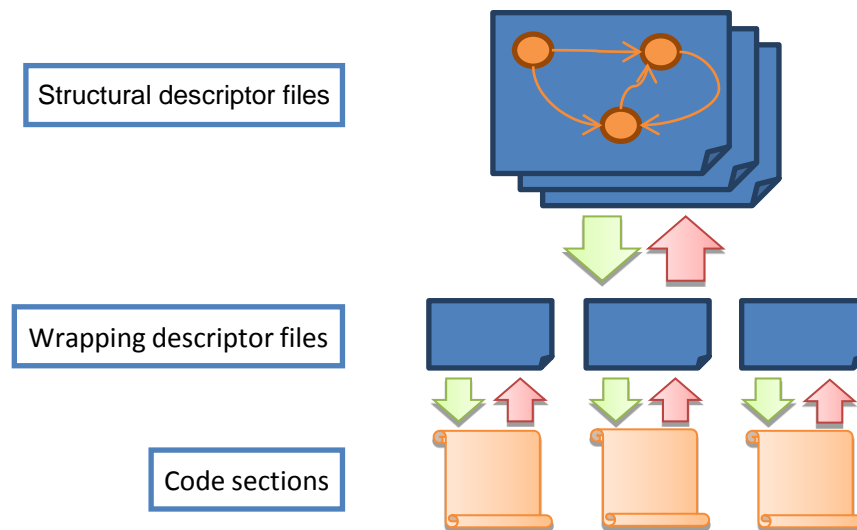 Structural descriptor files
Wrapping descriptor files
Code sections